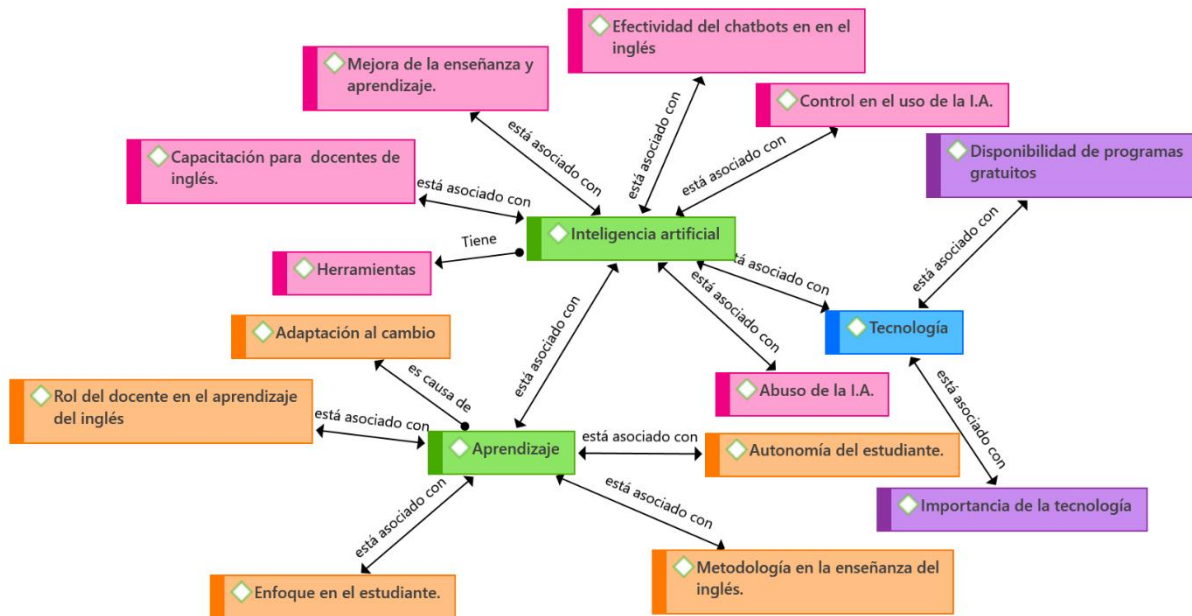 Efectividad del chatbots en en el
inglés
Mejora de la enseñanza y
aprendizaje.
Control en el uso de la I.A.
Disponibilidad de programas
gratuitos
Capacitación para docentes de
inglés.
está asociado con
está asociado con
está asociado con
está asociado con
Inteligencia artificial
Tiene
Herramientas
está asociado con
está asociado con
está asociado con
está asociado con
Tecnología
Adaptación al cambio
es causa de
está asociado con
Abuso de la I.A.
Rol del docente en el aprendizaje
del inglés
está asociado con
Aprendizaje
está asociado con
Autonomía del estudiante.
está asociado con
Importancia de la tecnología
está asociado con
está asociado con
Enfoque en el estudiante.
Metodología en la enseñanza del
inglés.